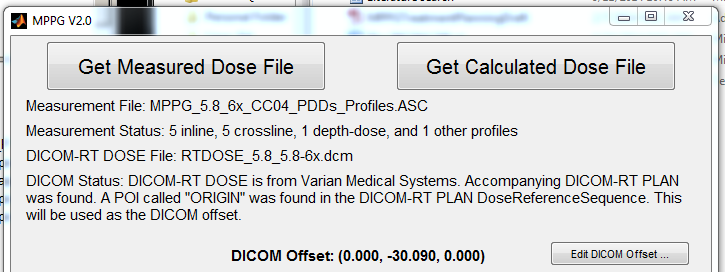 MPPG V2.0
Get Measured Dose File
Get Calculated Dose File
Measurement File: MPPG_5.8_6x_CC04_PDDs_Profiles.ASC
Measurement Status: 5 inline, 5 crossline, 1 depth-dose, and 1 other profiles
DICOM-RT DOSE File: RTDOSE_5.8_5.8-6x.dcm
DICOM Status: DICOM-RT DOSE is from Varian Medical Systems. Accompanying DICOM-RT PLAN
was found. A POI called "ORIGIN" was found in the DICOM-RT PLAN DoseReferenceSequence. This
will be used as the DICOM offset.
DICOM Offset: (0.000, -30.090, 0.000)
Edit DICOM Offset ...